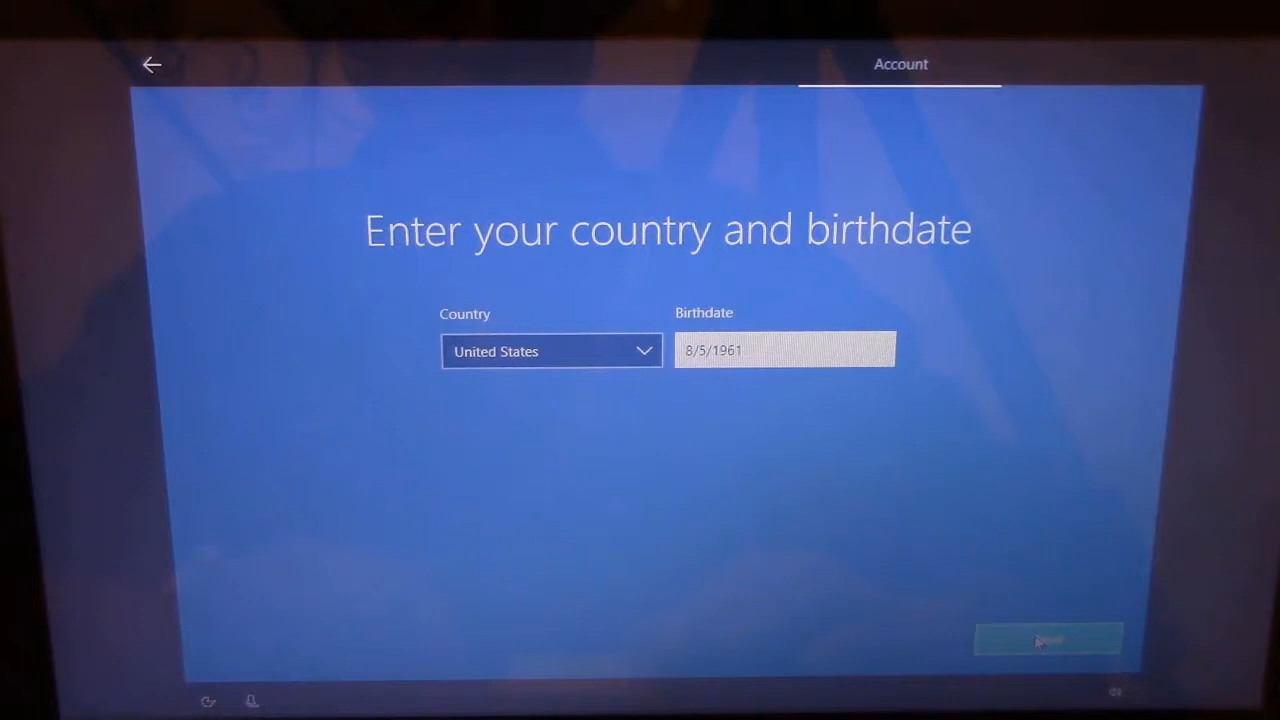 Account
Enter your country and birthdate
Country
Birthdate
United States
8/5/1961